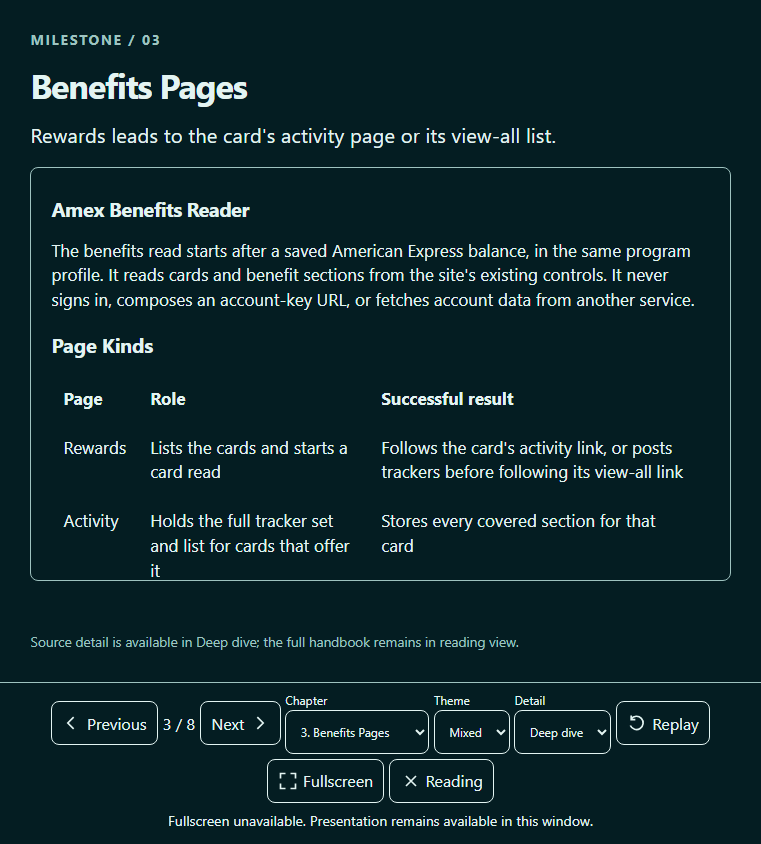 MILESTONE / 03
Benefits Pages
Rewards leads to the card's activity page or its view-all list.
Amex Benefits Reader
The benefits read starts after a saved American Express balance, in the same program
profile. It reads cards and benefit sections from the site's existing controls. It never
signs in, composes an account-key URL, or fetches account data from another service.
Page Kinds
Page Role Successful result
Rewards Lists the cards and starts a Follows the card's activity link, or posts
card read trackers before following its view-all link
Activity Holds the full tracker set Stores every covered section for that
and list for cards that offer card
it
Source detail is available in Deep dive; the full handbook remains in reading view.
Chapter Theme Detail
Previous 3 / 8 Next 3. Benefits Pages Mixed Deep dive Replay
Fullscreen Reading
Fullscreen unavailable. Presentation remains available in this window.